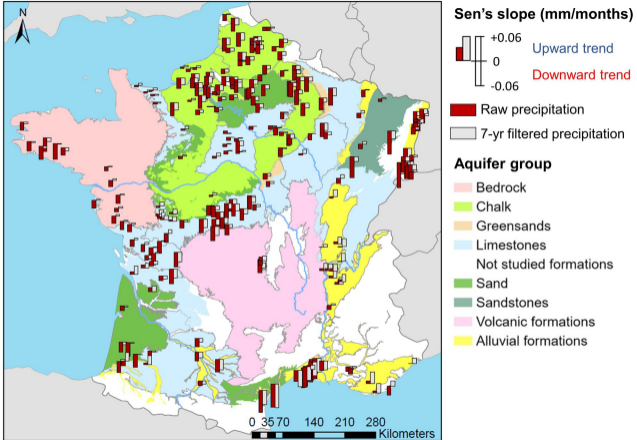 N
Sen's slope (mm/months)
+0.06
0
-0.06
Upward trend
Downward trend
Raw precipitation
7-yr filtered precipitation
Aquifer group
Bedrock
Chalk
Greensands
Limestones
Not studied formations
Sand
Sandstones
Volcanic formations
Alluvial formations
0 35 70 140 210 280
Kilometers